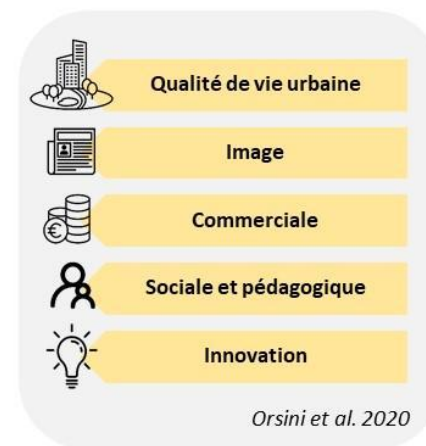 Qualité de vie urbaine
Image
Commerciale
€
Sociale et pédagogique
Innovation
Orsini et al. 2020